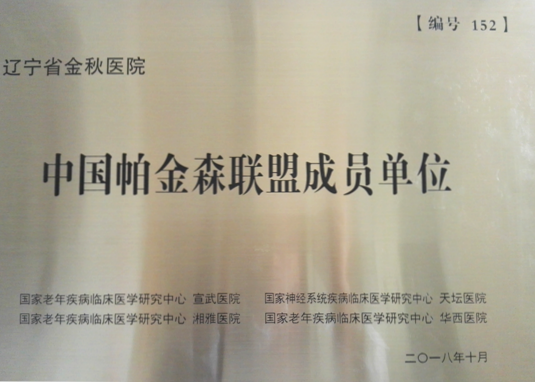 【编号 152】
辽宁省金秋医院
中国帕金森联盟成员单位
国家老年疾病临床医学研究中心 宣武医院 国家神经系统疾病临床医学研究中心 天坛医院
国家老年疾病临床医学研究中心 湘雅医院 国家老年疾病临床医学研究中心 华西医院
二〇一八年十月